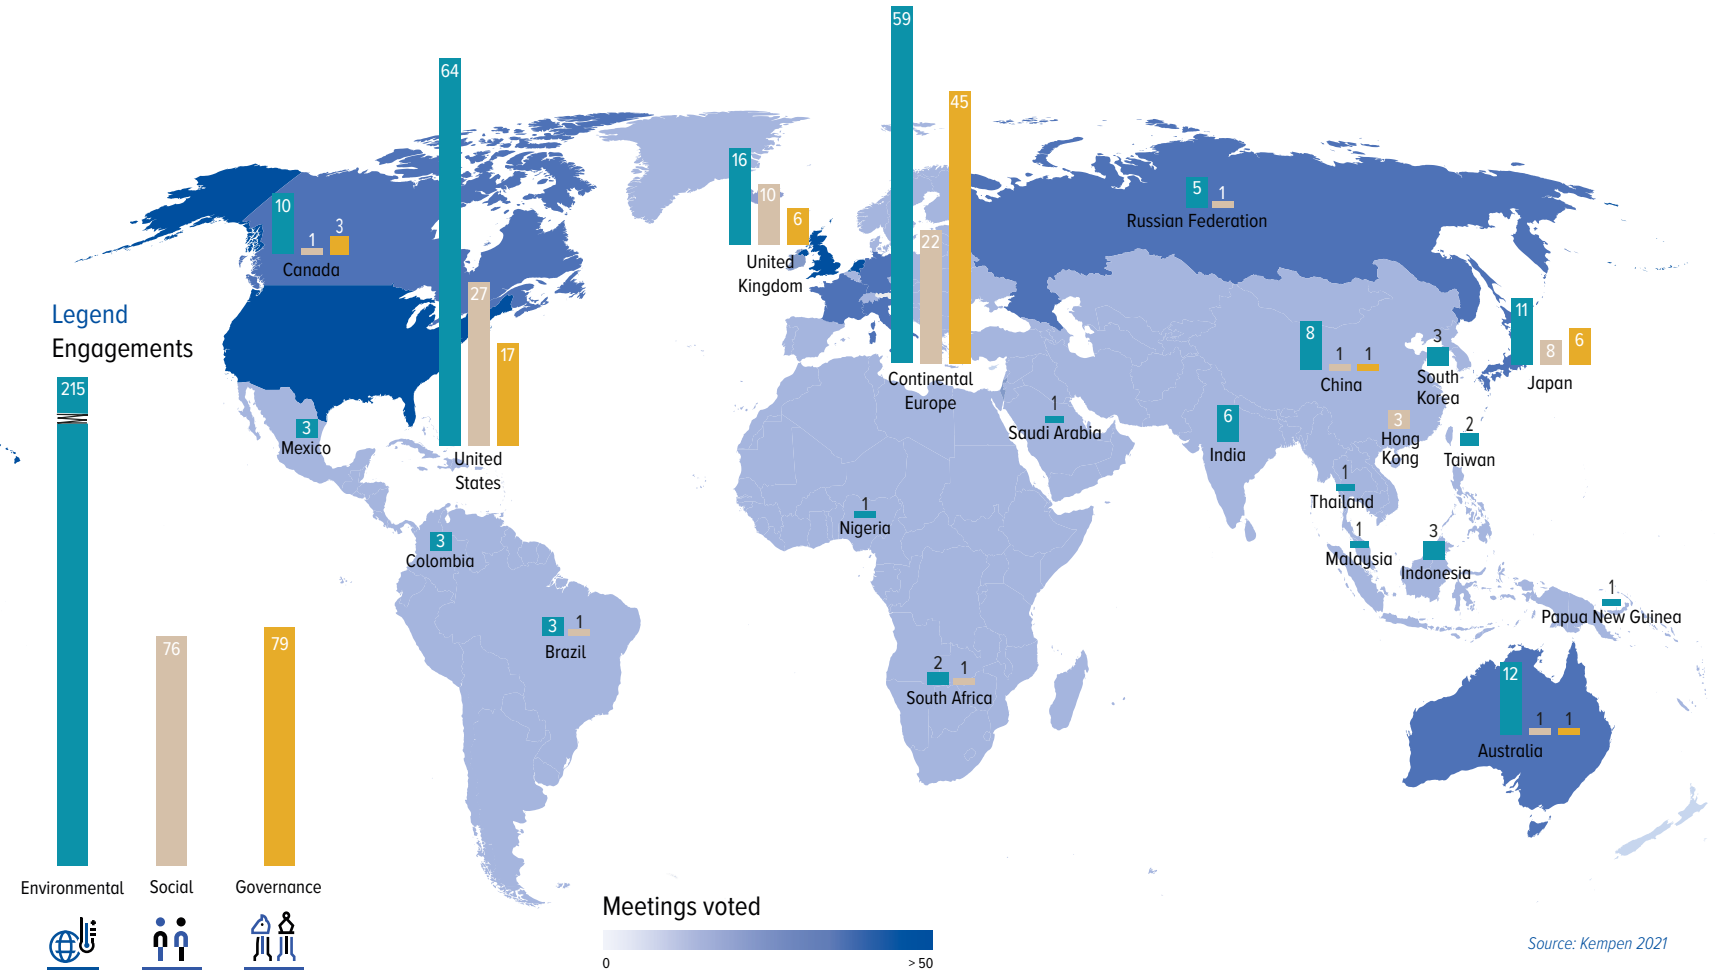 59
64
45
16
10
6
22
5
1
Russian Federation
10
1
3
Canada
United
Kingdom
27
17
Legend
Engagements
215
11
8
6
Japan
8
1
1
China
3
South
Korea
Continental
Europe
3
Mexico
1
Saudi Arabia
6
India
3
Hong
Kong
2
Taiwan
United
States
1
Thailand
1
Nigeria
3
Colombia
1
Malaysia
3
Indonesia
1
Papua New Guinea
3
1
Brazil
76
79
2
1
South Africa
12
1
1
Australia
Environmental
Social
Governance
Meetings voted
0
> 50
Source: Kempen 2021